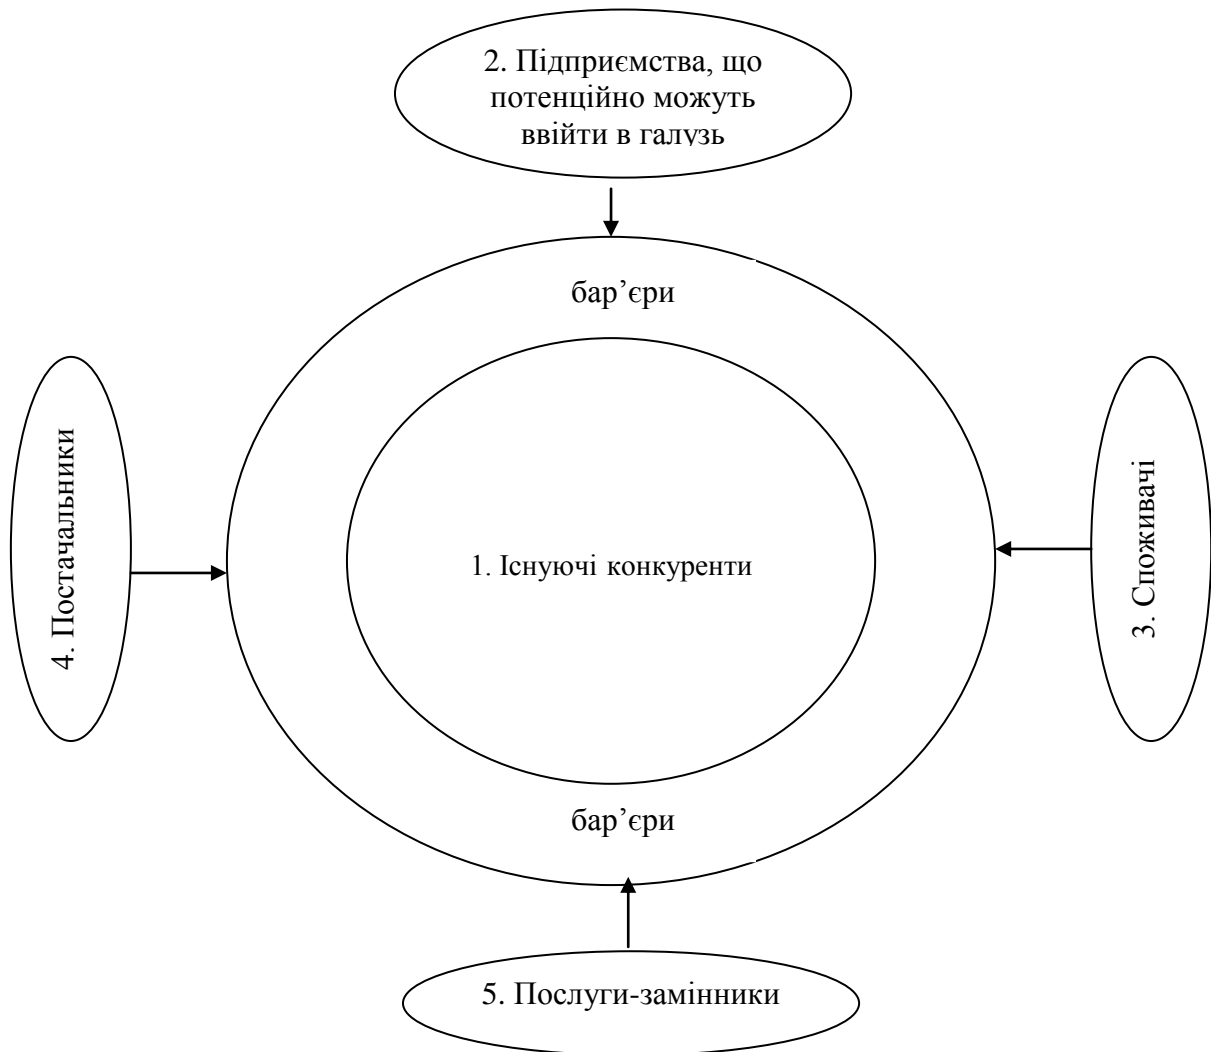 2. Підприємства, що
потенційно можуть
ввійти в галузь
бар’єри
4. Постачальники
1. Існуючі конкуренти
3. Споживачі
бар’єри
5. Послуги-замінники